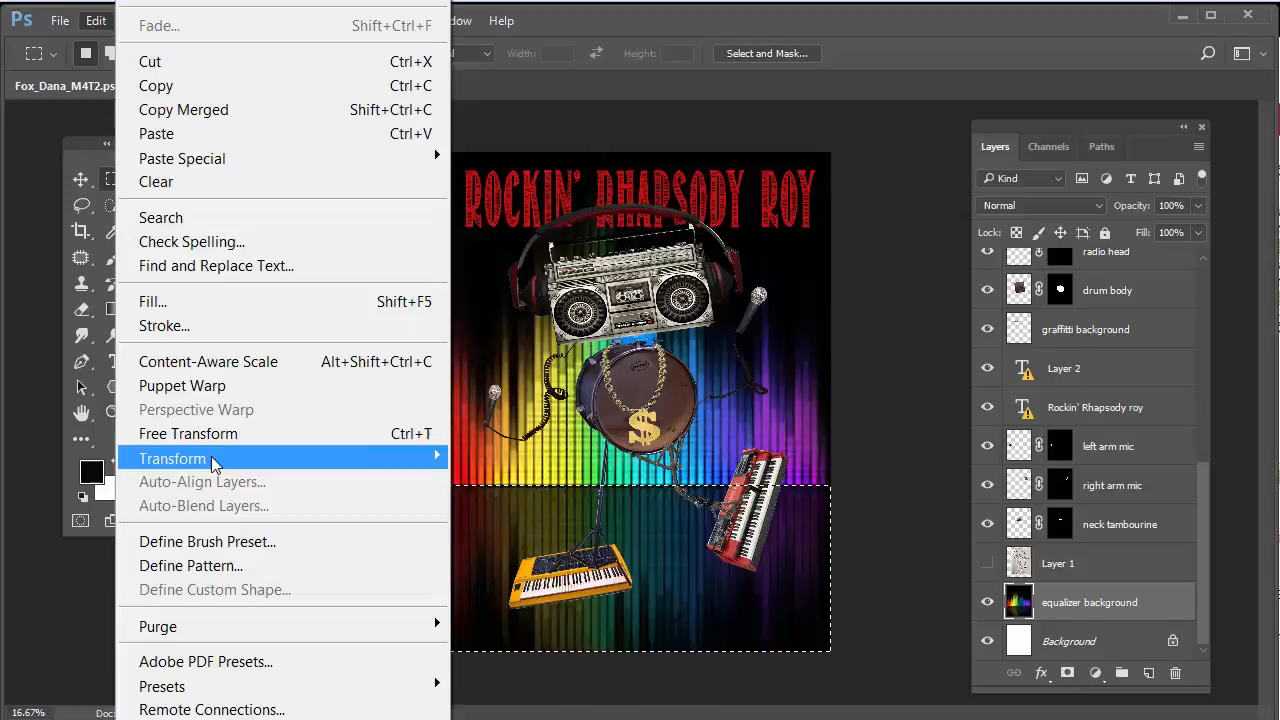 Ps File Edit dow Help
Width: Height: Select and Mask...
Fox_Dana_M4T2.ps
Fade... Shift+Ctrl+F
Cut Ctrl+X
Copy Ctrl+C
Copy Merged Shift+Ctrl+C
Paste Ctrl+V
Paste Special
Clear
Search
Check Spelling...
Find and Replace Text...
Fill... Shift+F5
Stroke...
Content-Aware Scale Alt+Shift+Ctrl+C
Puppet Warp
Perspective Warp
Free Transform Ctrl+T
Transform
Auto-Align Layers...
Auto-Blend Layers...
Define Brush Preset...
Define Pattern...
Define Custom Shape...
Purge
Adobe PDF Presets...
Presets
Remote Connections...
ROCKIN' RHAPSODY ROY
$
Layers Channels Paths
Kind
Normal Opacity: 100%
Lock: Fill: 100%
radio head
drum body
graffitti background
Layer 2
Rockin' Rhapsody roy
left arm mic
right arm mic
neck tambourine
Layer 1
equalizer background
Background
fx
16.67% Doc: